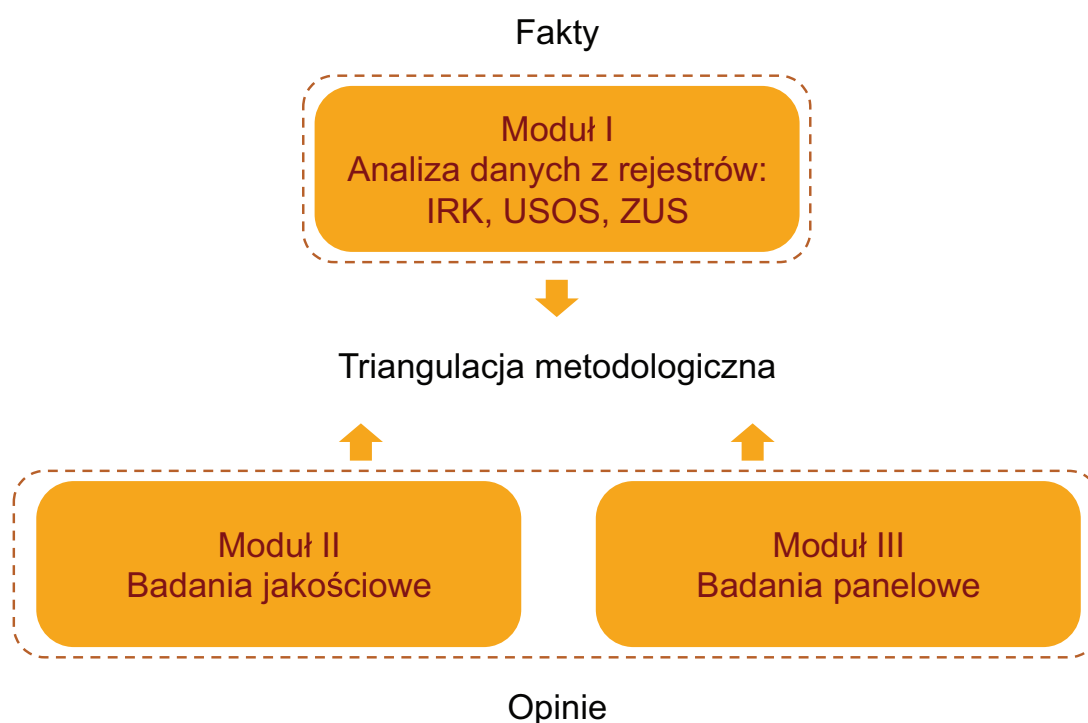 Fakty
Moduł I
Analiza danych z rejestrów:
IRK, USOS, ZUS
Triangulacja metodologiczna
Moduł II
Badania jakościowe
Moduł III
Badania panelowe
Opinie